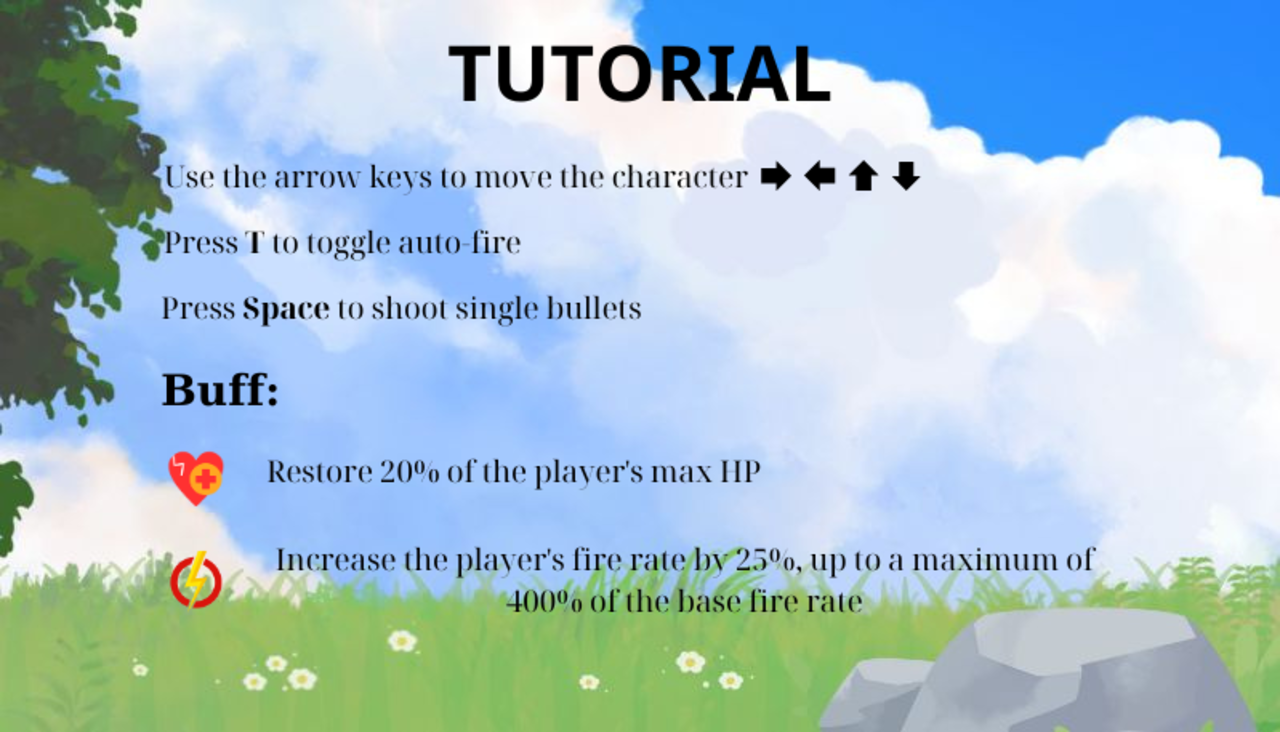 TUTORIAL
Use the arrow keys to move the character
Press T to toggle auto-fire
Press Space to shoot single bullets
Buff:
Restore 20% of the player's max HP
Increase the player's fire rate by 25%, up to a maximum of
400% of the base fire rate